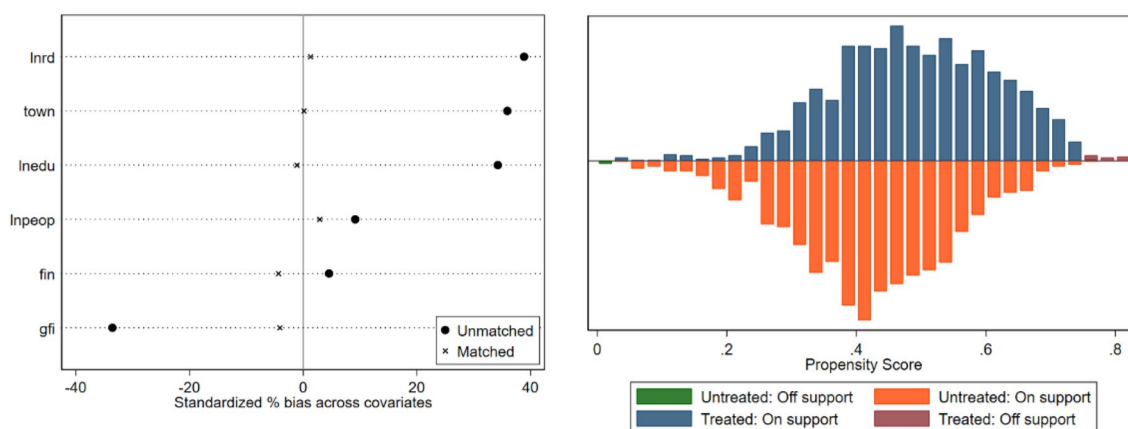 lnrd
town
lnedu
lnpeop
fin
gfi
Unmatched
Matched
-40 -20 0 20 40
Standardized % bias across covariates
0 .2 .4 .6 .8
Propensity Score
Untreated: Off support Untreated: On support
Treated: On support Treated: Off support